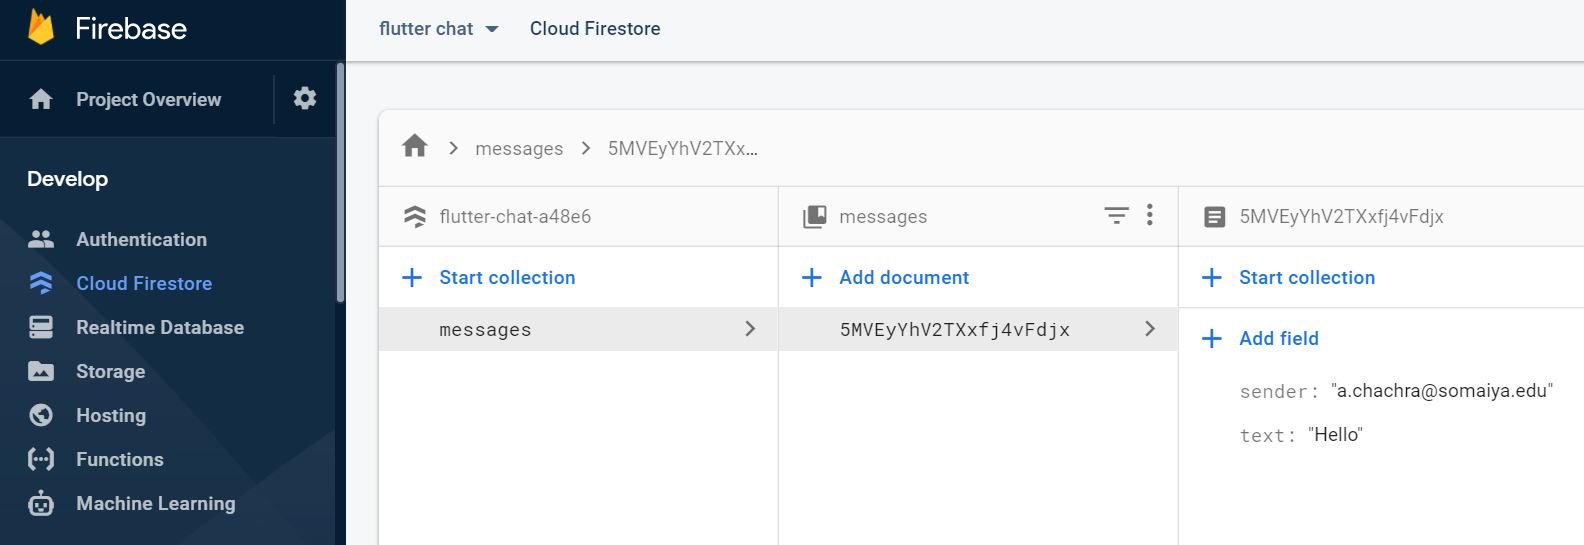 Firebase
Project Overview
Develop
Authentication
Cloud Firestore
Realtime Database
Storage
Hosting
Functions
Machine Learning
flutter chat Cloud Firestore
messages 5MVEyYhV2TXx...
flutter-chat-a48e6
Start collection
messages
messages
Add document
5MVEyYhV2TXxfj4vFdjx
5MVEyYhV2TXxfj4vFdjx
Start collection
Add field
sender: "a.chachra@somaiya.edu"
text: "Hello"